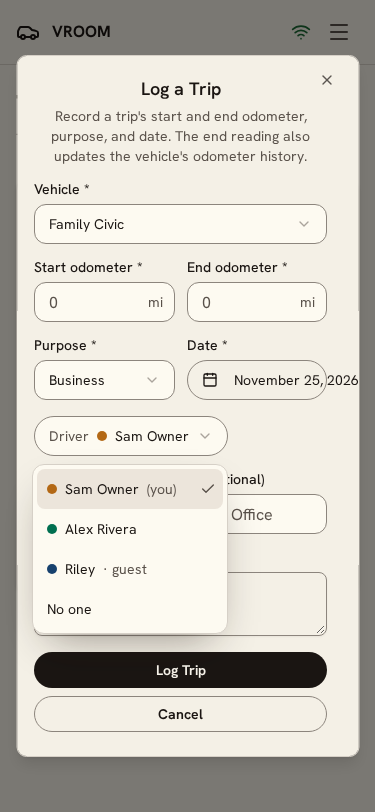 VROOM
Log a Trip
Record a trip's start and end odometer,
purpose, and date. The end reading also
updates the vehicle's odometer history.
Vehicle *
Family Civic
Start odometer * End odometer *
0 mi 0 mi
Purpose * Date *
Business November 25, 2026
Driver Sam Owner
Sam Owner (you)
tional)
Alex Rivera
Office
Riley · guest
No one
Log Trip
Cancel